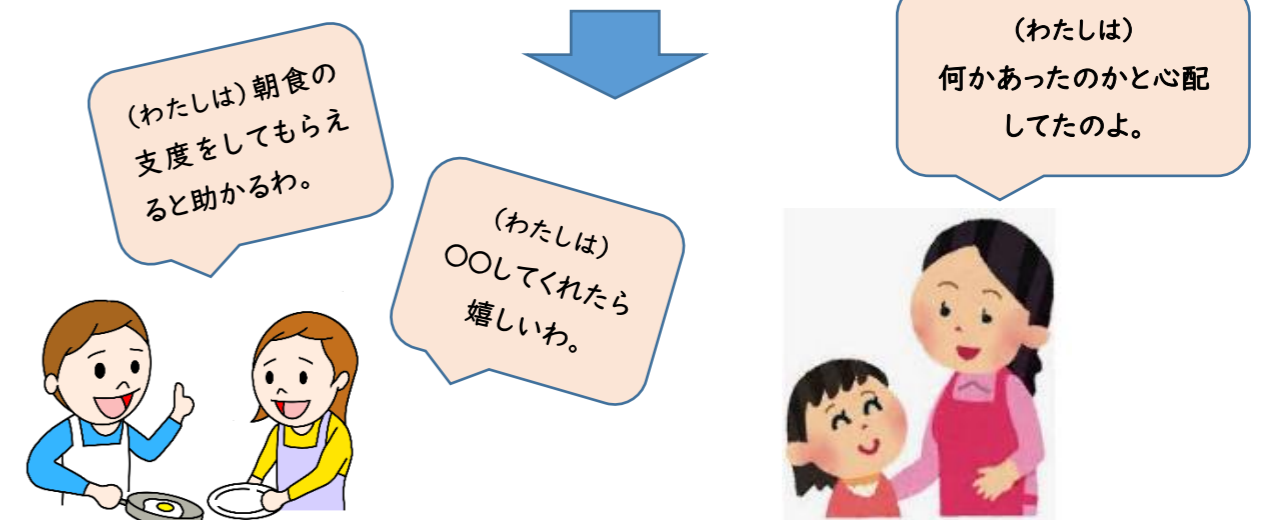 (わたしは)朝食の
支度をしてもらえ
ると助かるわ。
(わたしは)
〇〇してくれたら
嬉しいわ。
(わたしは)
何かあったのかと心配
してたのよ。